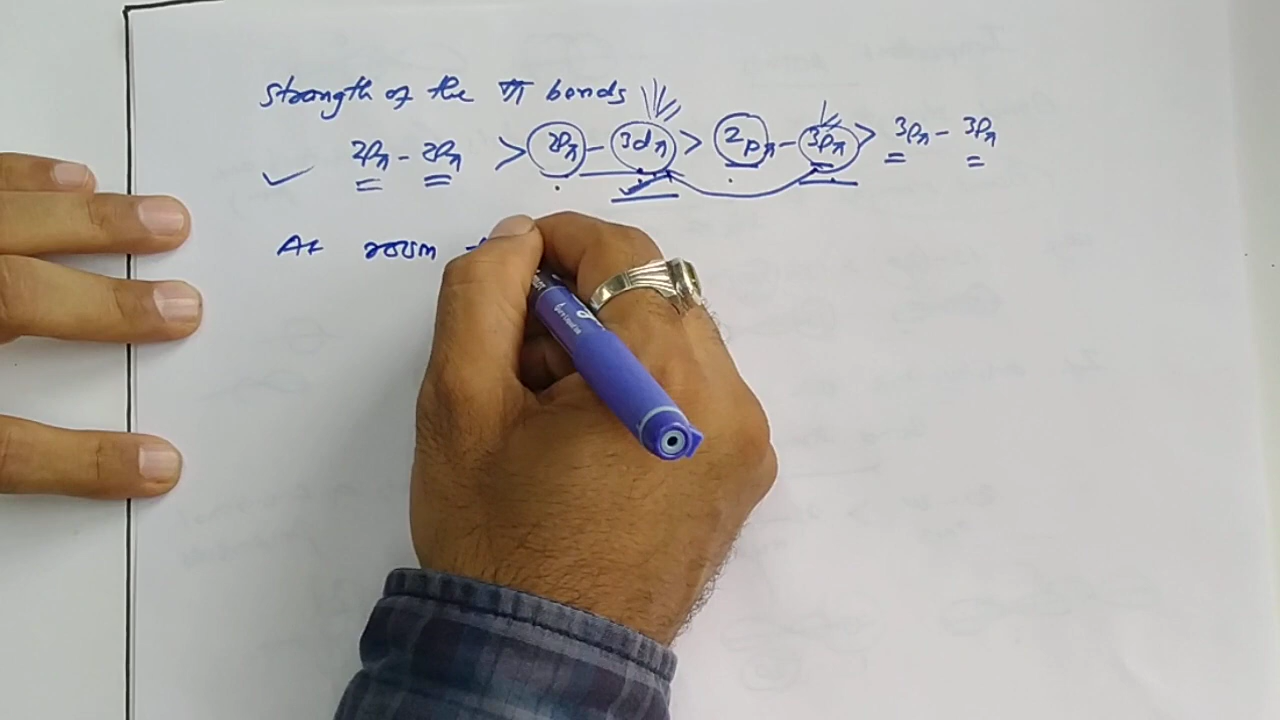 Strength of the π bonds
2pπ - 2pπ > 2pπ - 3dπ > 2pπ - 3pπ > 3pπ - 3pπ
At room